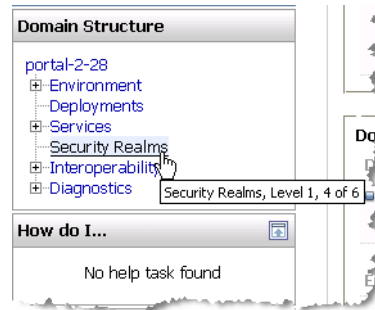 Domain Structure
portal-2-28
Environment
Deployments
Services
Security Realms
Interoperability
Diagnostics
Security Realms, Level 1, 4 of 6
How do I...
No help task found